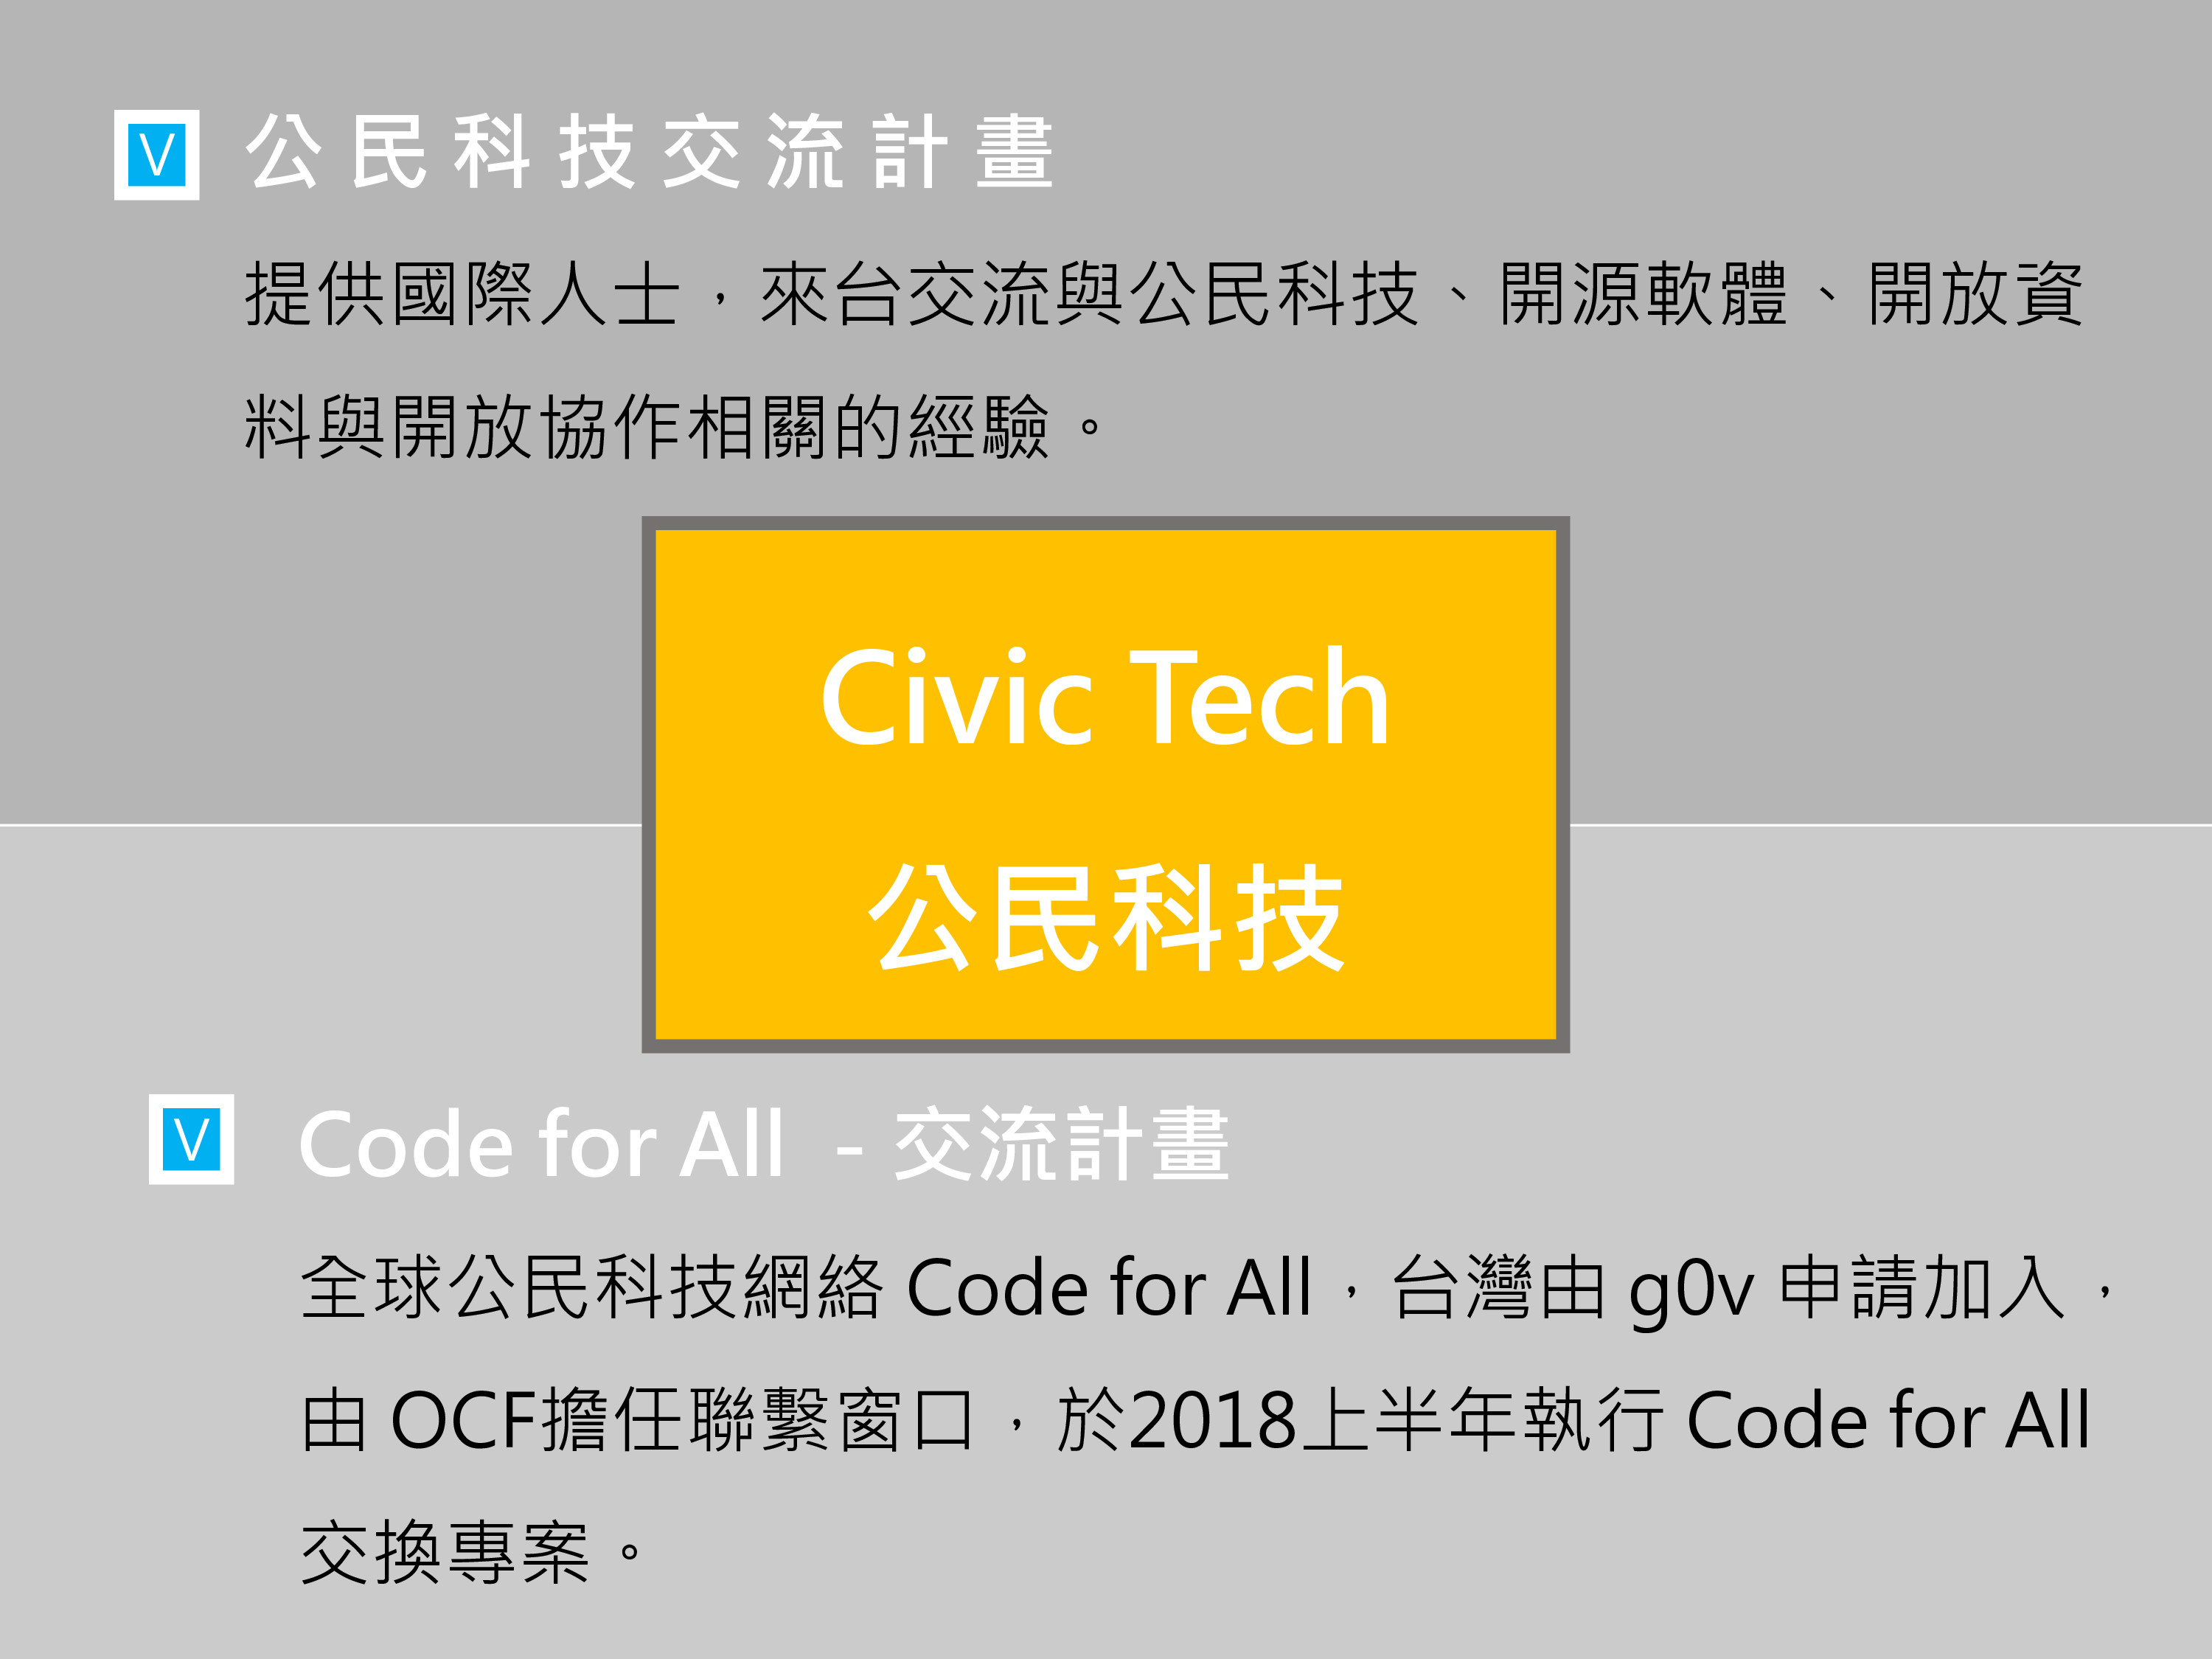 V 公民科技交流計畫
提供國際人士，來台交流與公民科技、開源軟體、開放資
料與開放協作相關的經驗。
Civic Tech
公民科技
V Code for All - 交流計畫
全球公民科技網絡 Code for All，台灣由 g0v 申請加入，
由 OCF擔任聯繫窗口，於2018上半年執行 Code for All
交換專案。